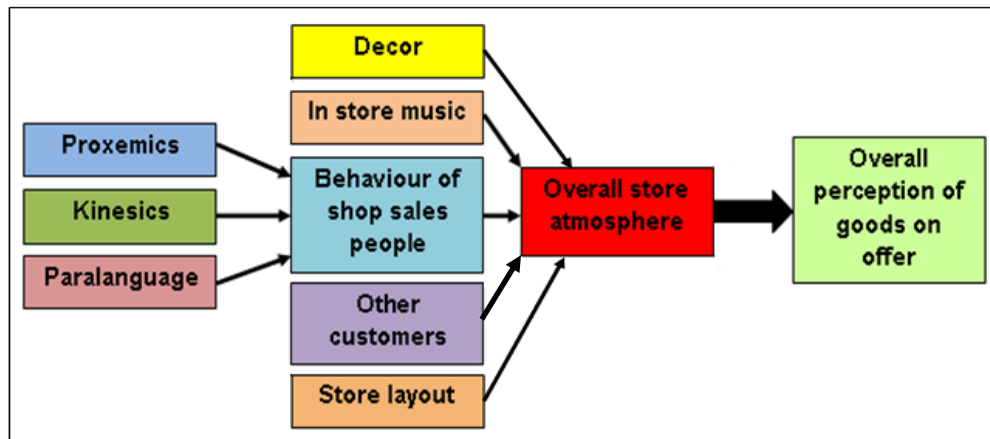 Proxemics
Kinesics
Paralanguage
Decor
In store music
Behaviour of
shop sales
people
Other
customers
Store layout
Overall store
atmosphere
Overall
perception of
goods on
offer